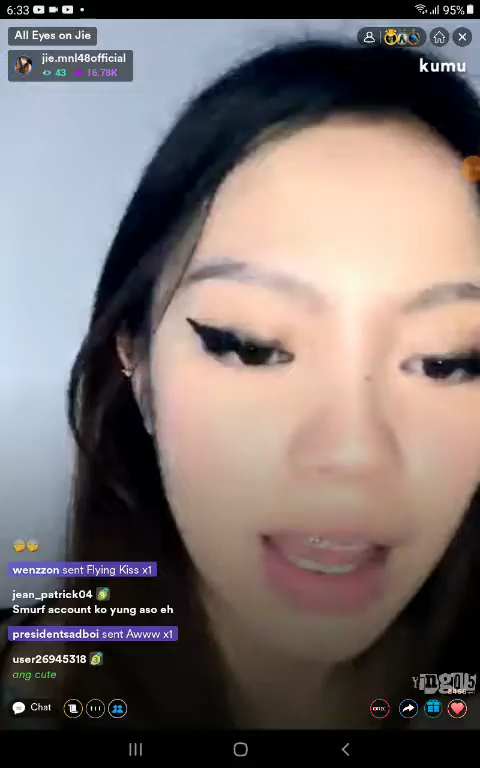 6:33
95%
All Eyes on Jie
jie.mnl48official
43 16.78K
kumu
wenzzon sent Flying Kiss x1
jean_patrick04
Smurf account ko yung aso eh
presidentsadboi sent Awww x1
user26945318
ang cute
Chat